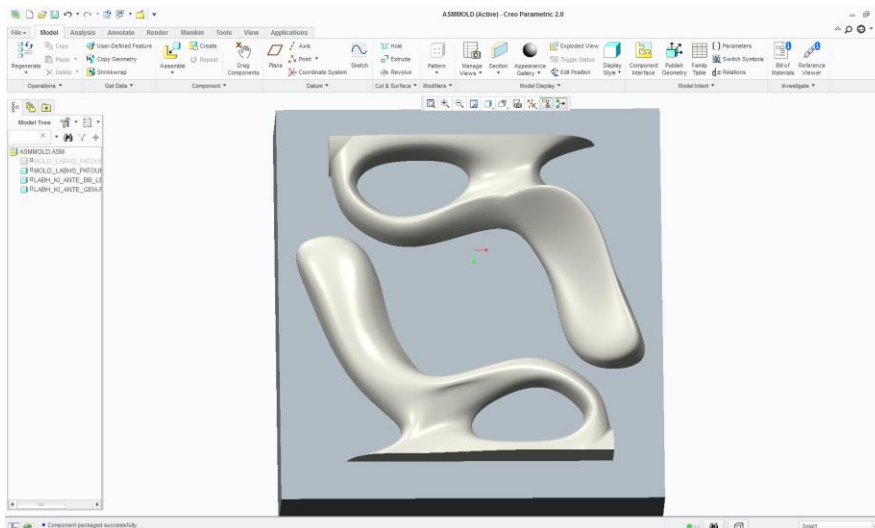 ASMMOLD (Active) - Creo Parametric 2.0
File Model Analysis Annotate Render Manikin Tools View Applications
Regenerate
Copy
Paste
Delete
User-Defined Feature
Copy Geometry
Shrinkwrap
Assemble
Create
Repeat
Drag Components
Plane
Axis
Point
Coordinate System
Sketch
Hole
Extrude
Revolve
Pattern
Manage Views
Section
Appearance Gallery
Exploded View
Toggle Status
Edit Position
Display Style
Component Interface
Publish Geometry
Family Table
{ } Parameters
Switch Symbols
d= Relations
Bill of Materials
Reference Viewer
Operations Get Data Component Datum Cut & Surface Modifiers Model Display Model Intent Investigate
Model Tree
ASMMOLD.ASM
MOLD_LABHS_PATOU
MOLD_LABHS_PATOU
LABH_KI_ANTE_BB_LE
LABH_KI_ANTE_GEIA.F
Component packaged successfully.
Smart